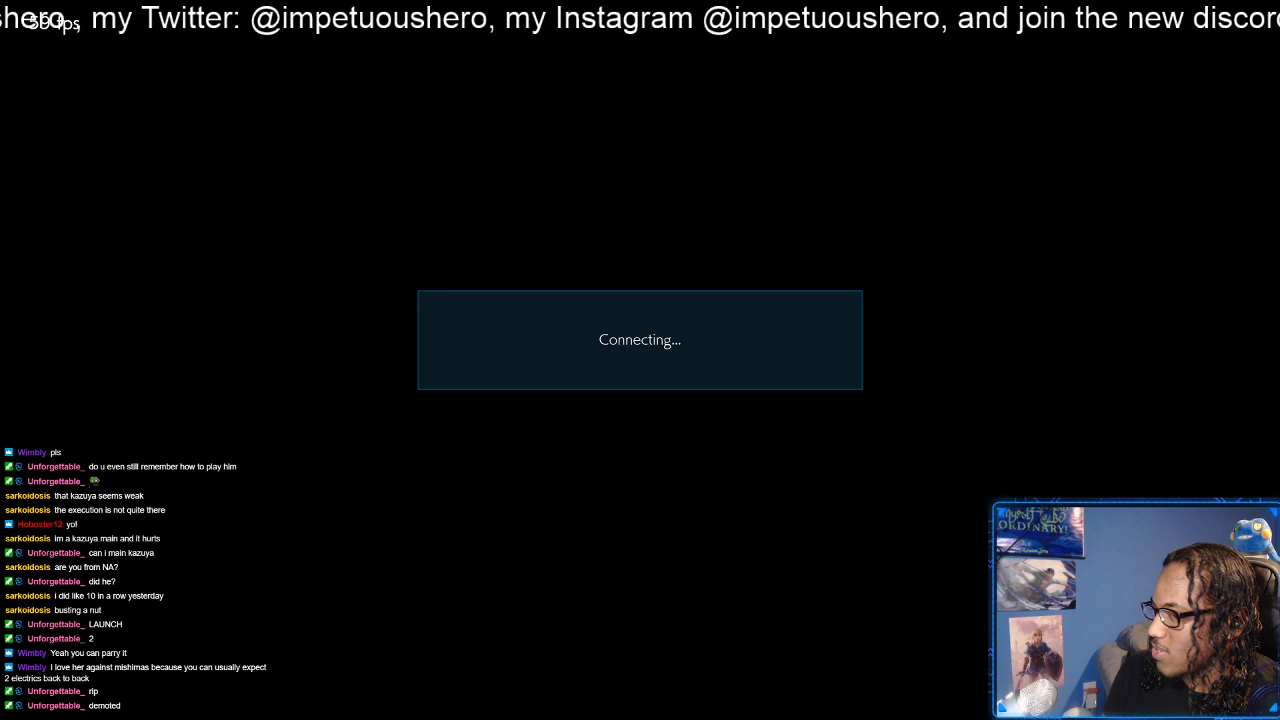 , my Twitter: @impetuoushero, my Instagram @impetuoushero, and join the new
fps
Connecting...
Wimbly pls
Unforgettable_ do u even still remember how to play him
Unforgettable_
sarkoidosis that kazuya seems weak
sarkoidosis the execution is not quite there
Hoboster12 yo!
sarkoidosis im a kazuya main and it hurts
Unforgettable_ can i main kazuya
sarkoidosis are you from NA?
Unforgettable_ did he?
sarkoidosis i did like 10 in a row yesterday
sarkoidosis busting a nut
Unforgettable_ LAUNCH
Unforgettable_ 2
Wimbly Yeah you can parry it
Wimbly I love her against mishimas because you can usually expect
2 electrics back to back
Unforgettable_ rip
Unforgettable_ demoted
ORDINARY!